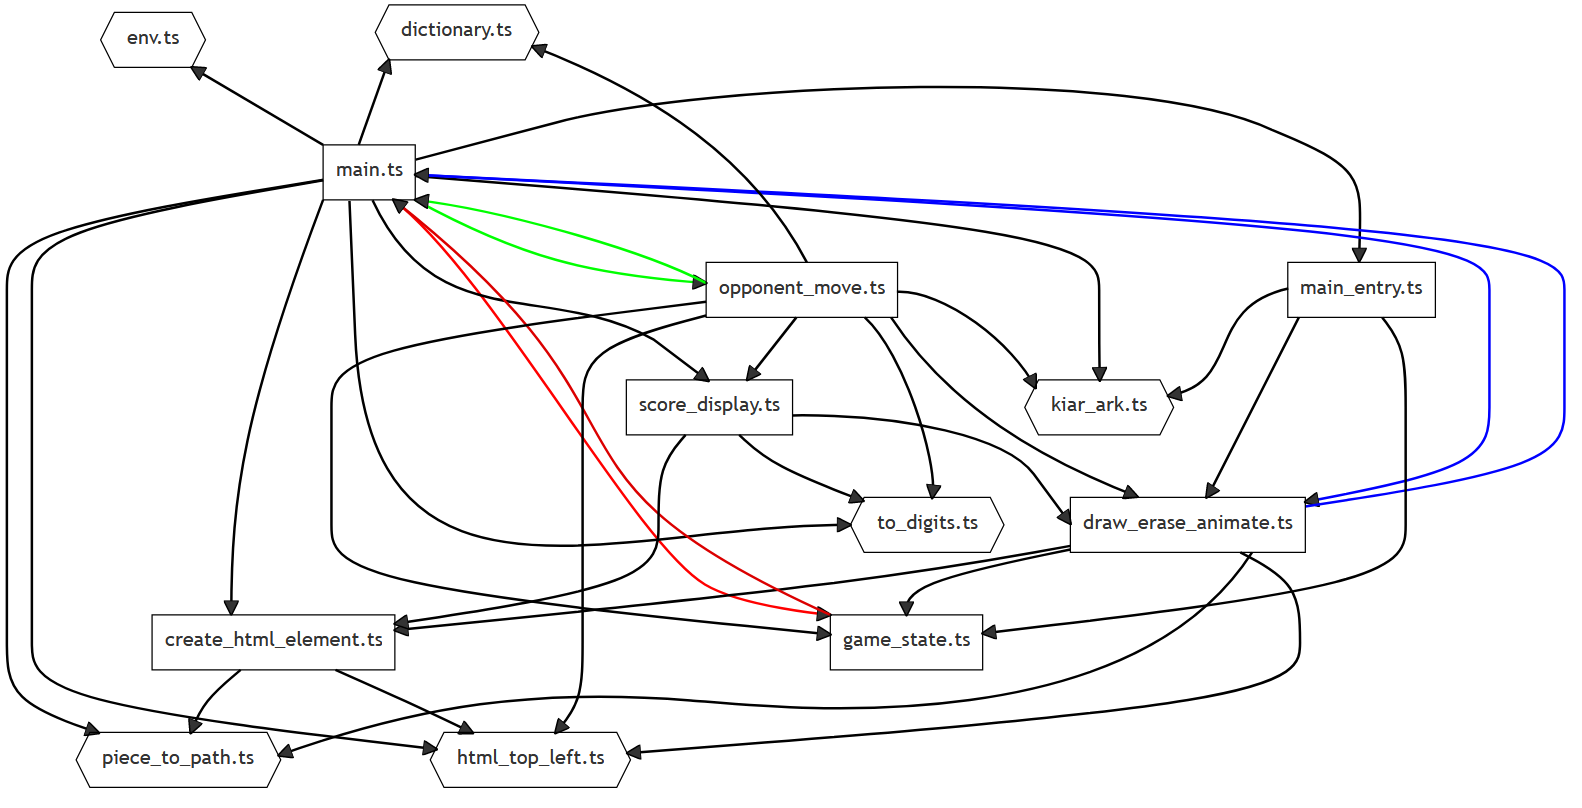 env.ts
dictionary.ts
main.ts
opponent_move.ts
main_entry.ts
score_display.ts
kiar_ark.ts
to_digits.ts
draw_erase_animate.ts
create_html_element.ts
game_state.ts
piece_to_path.ts
html_top_left.ts